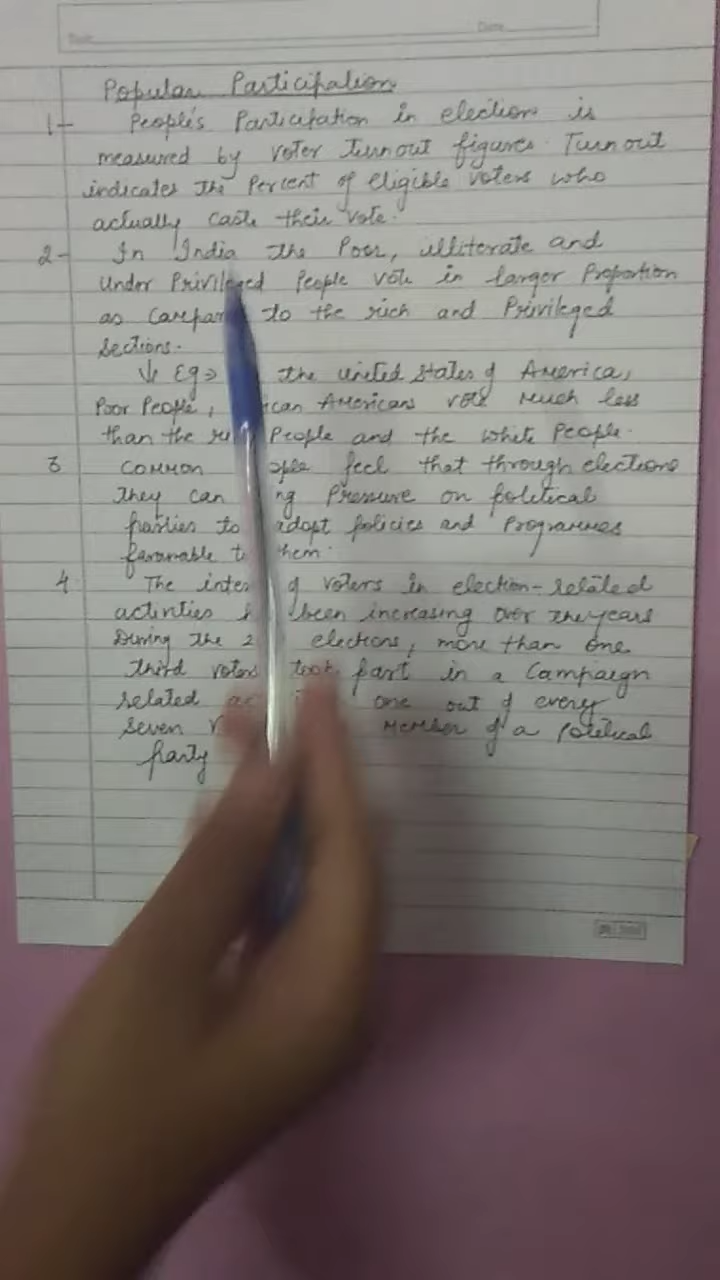 Popular Participation
1- People's Participation in election is
measured by voter Turnout figures. Turnout
indicates The Percent of eligible voters who
actually caste their vote.
2- In India the Poor, illiterate and
Under Privileged People vote in larger Proportion
as to the rich and Privileged
Sections.
↓ Eg⇒ the united States of America,
Poor People, Americans vote much less
than the People and the white People.
3 Common feel that through elections
They can Pressure on political
parties to adopt policies and Programmes
favourable
4 The of voters in election-related
activities been increasing over the years
During the elections, more than one
third voters took part in a Campaign
related one out of every
Seven Member of a political
party